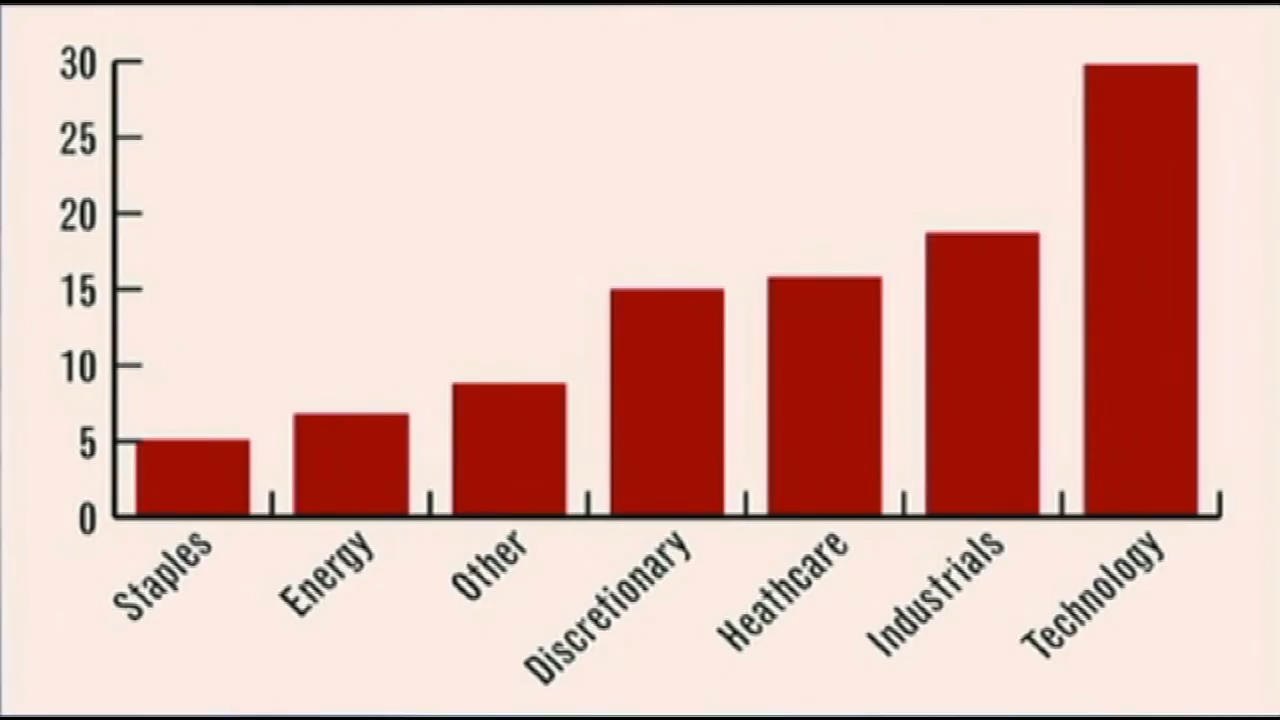 30
25
20
15
10
5
0
Staples
Energy
Other
Discretionary
Heathcare
Industrials
Technology